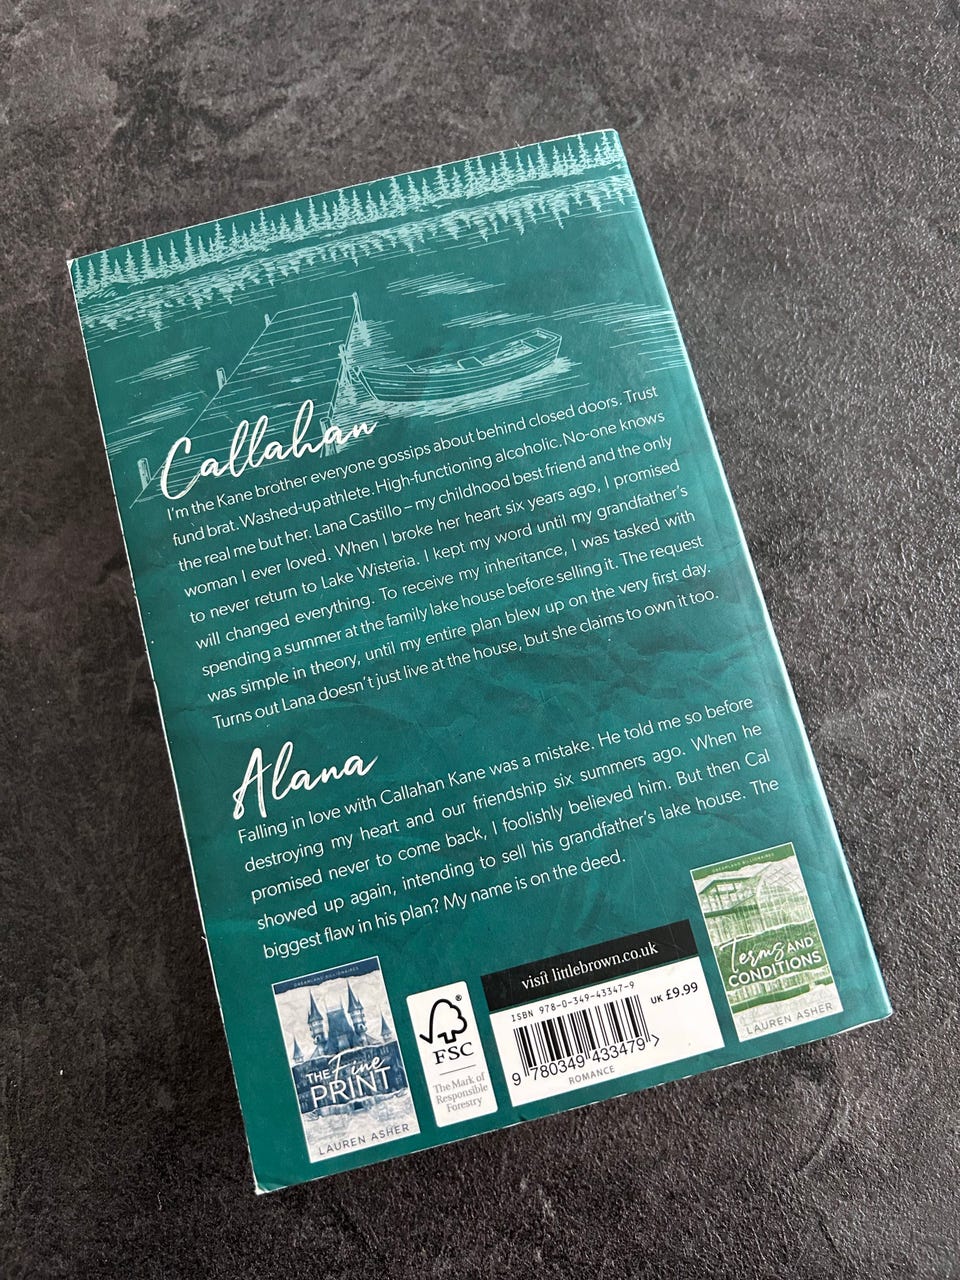 Callahan
I'm the Kane brother everyone gossips about behind closed doors. Trust
fund brat. Washed-up athlete. High-functioning alcoholic. No-one knows
the real me but her. Lana Castillo – my childhood best friend and the only
woman I ever loved. When I broke her heart six years ago, I promised
to never return to Lake Wisteria. I kept my word until my grandfather's
will changed everything. To receive my inheritance, I was tasked with
spending a summer at the family lake house before selling it. The request
was simple in theory, until my entire plan blew up on the very first day.
Turns out Lana doesn't just live at the house, but she claims to own it too.
Alana
Falling in love with Callahan Kane was a mistake. He told me so before
destroying my heart and our friendship six summers ago. When he
promised never to come back, I foolishly believed him. But then Cal
showed up again, intending to sell his grandfather's lake house. The
biggest flaw in his plan? My name is on the deed.
DREAMLAND BILLIONAIRES
THE Fine
PRINT
LAUREN ASHER
FSC
®
The Mark of
Responsible
Forestry
visit littlebrown.co.uk
ISBN 978-0-349-43347-9
UK £9.99
9 780349 433479 >
ROMANCE
DREAMLAND BILLIONAIRES
Terms AND
CONDITIONS
LAUREN ASHER